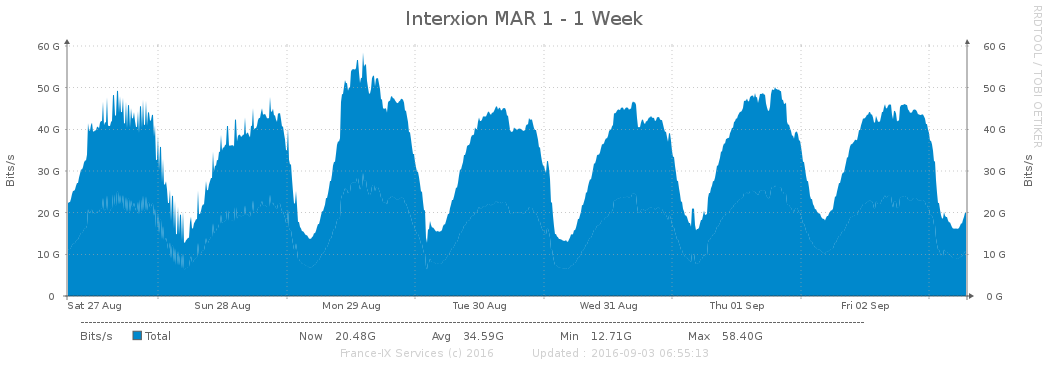 Interxion MAR 1 - 1 Week
RRDTOOL / TOBI OETIKER
60 G 60 G
50 G 50 G
40 G 40 G
30 G 30 G
20 G 20 G
10 G 10 G
0 0 G
Bits/s
Bits/s
Sat 27 Aug Sun 28 Aug Mon 29 Aug Tue 30 Aug Wed 31 Aug Thu 01 Sep Fri 02 Sep
Bits/s Total Now 20.48G Avg 34.59G Min 12.71G Max 58.40G
France-IX Services (c) 2016 Updated : 2016-09-03 06:55:13